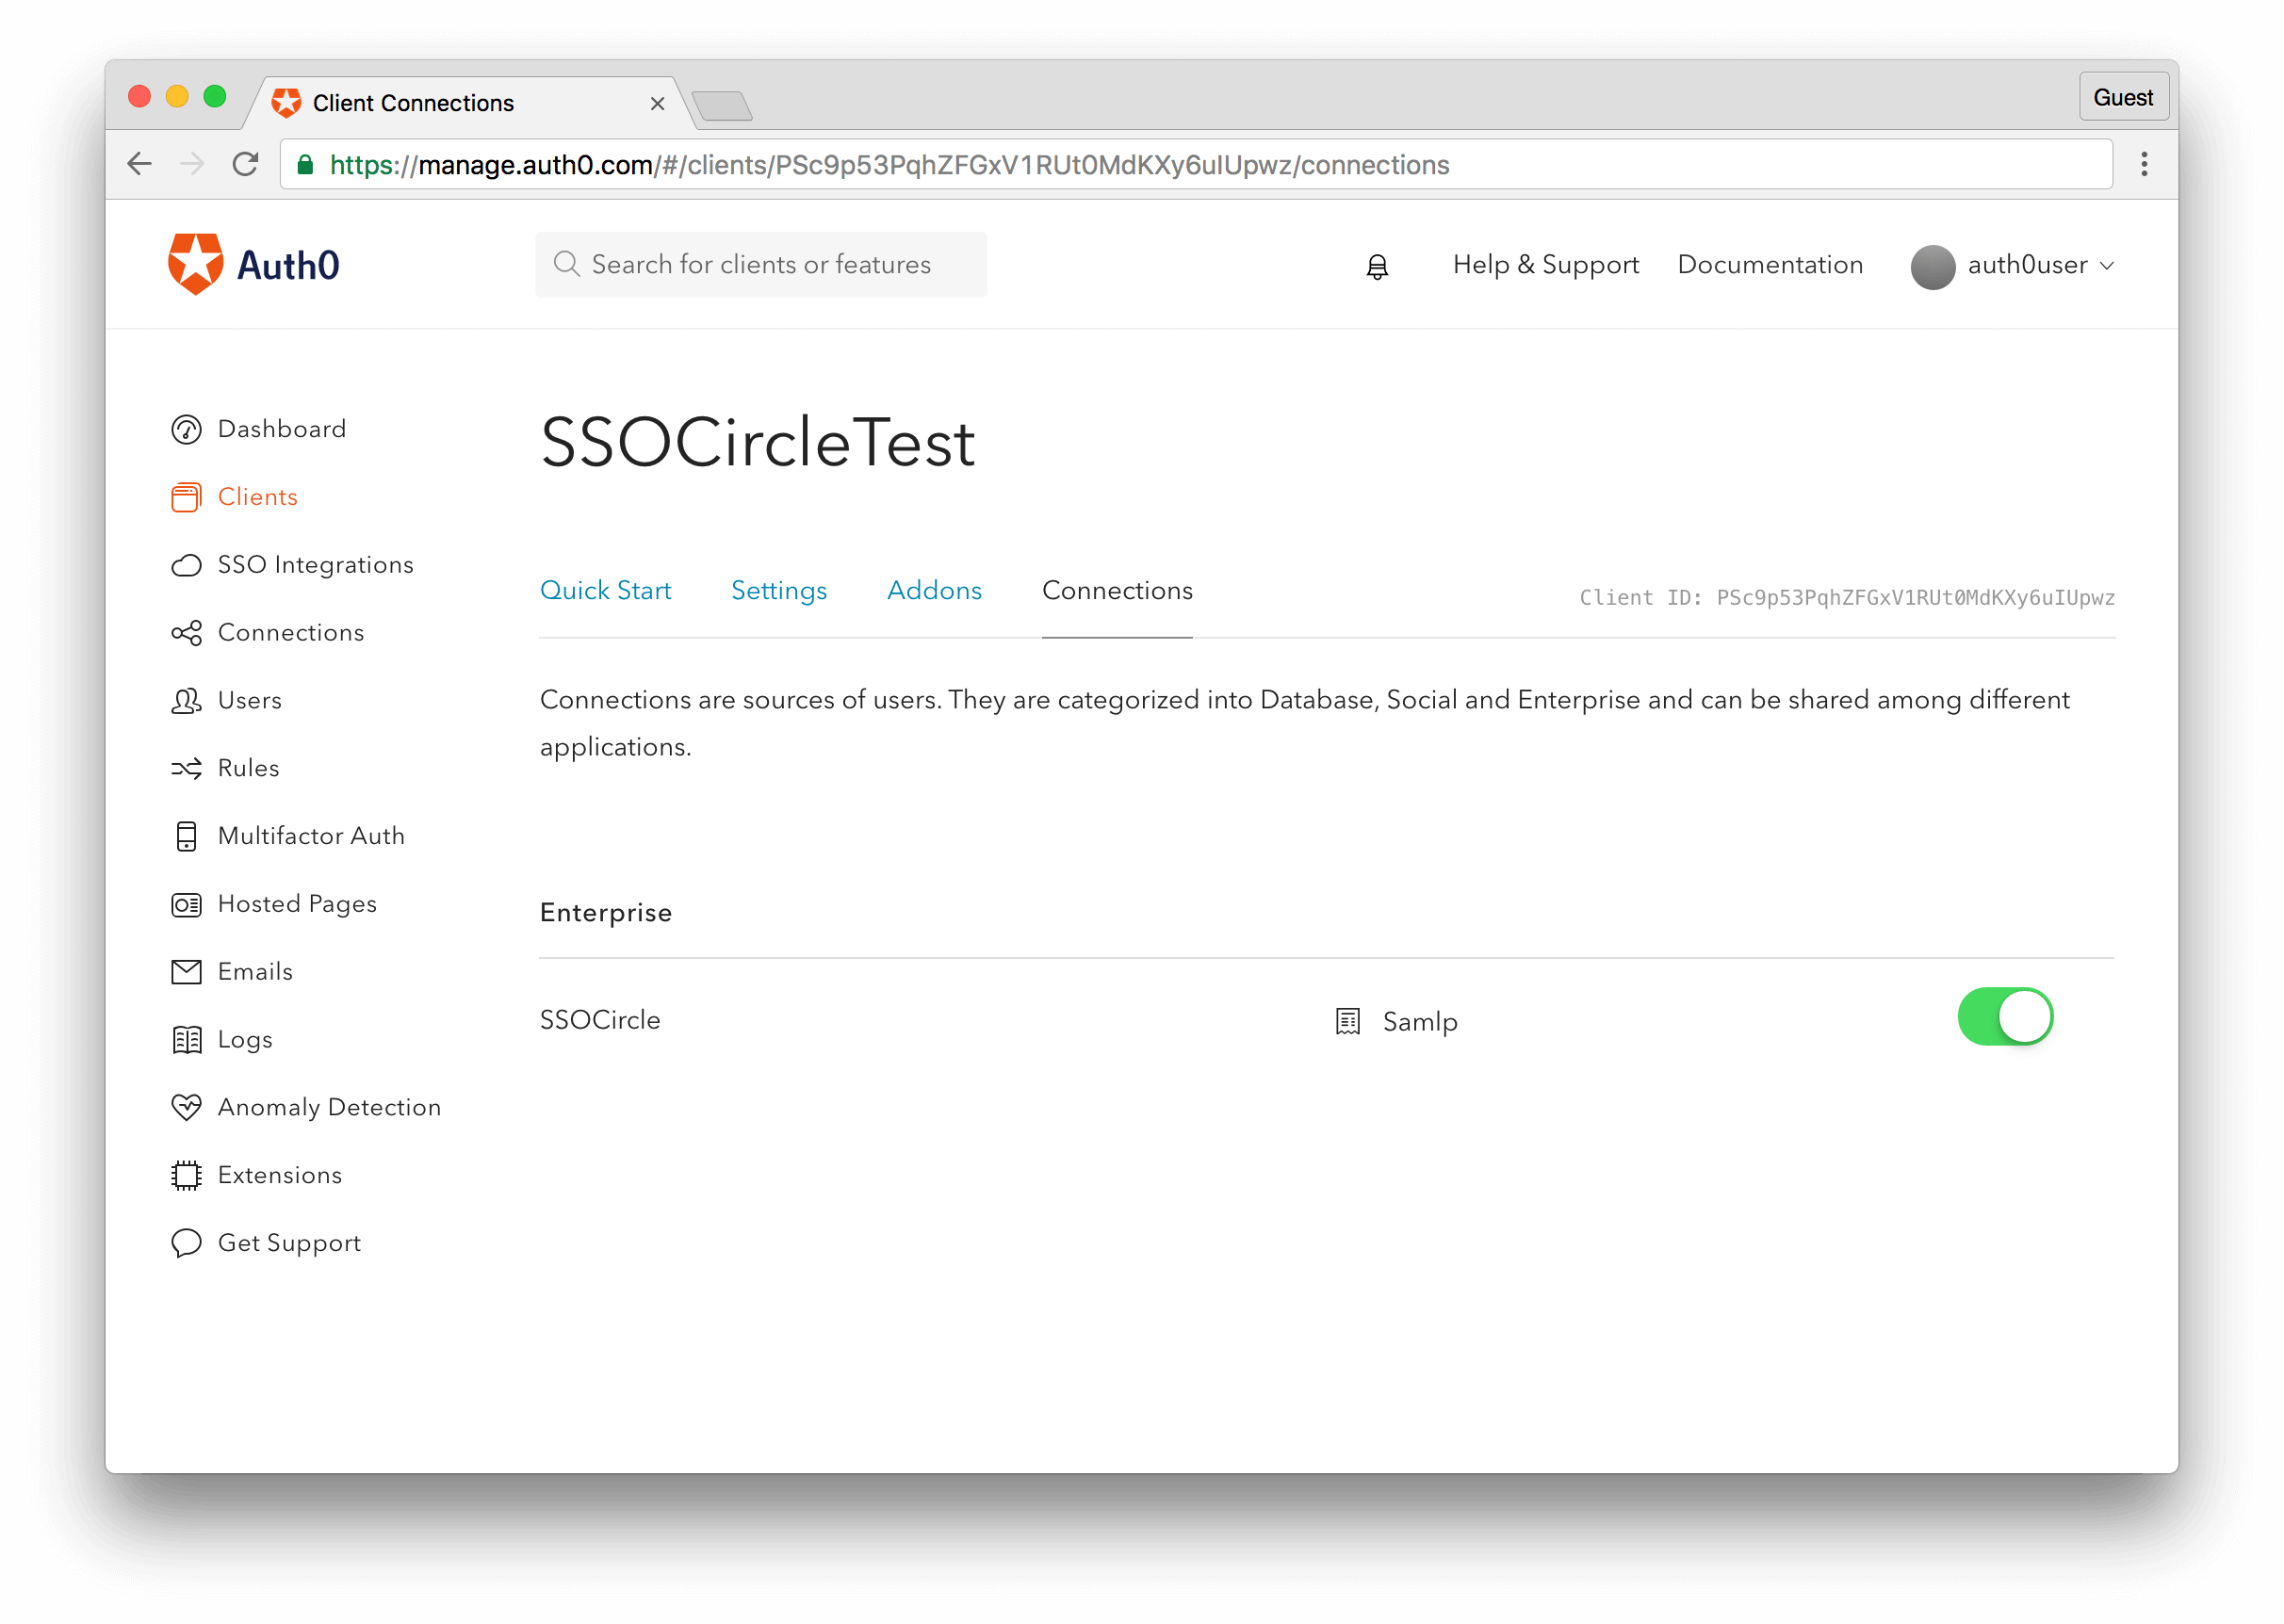 Client Connections
Guest
https://manage.auth0.com/#/clients/PSc9p53PqhZFGxV1RUt0MdKXy6uIUpwz/connections
Auth0
Search for clients or features
Help & Support
Documentation
auth0user
Dashboard
Clients
SSO Integrations
Connections
Users
Rules
Multifactor Auth
Hosted Pages
Emails
Logs
Anomaly Detection
Extensions
Get Support
SSOCircleTest
Quick Start
Settings
Addons
Connections
Client ID: PSc9p53PqhZFGxV1RUt0MdKXy6uIUpwz
Connections are sources of users. They are categorized into Database, Social and Enterprise and can be shared among different
applications.
Enterprise
SSOCircle
Samlp